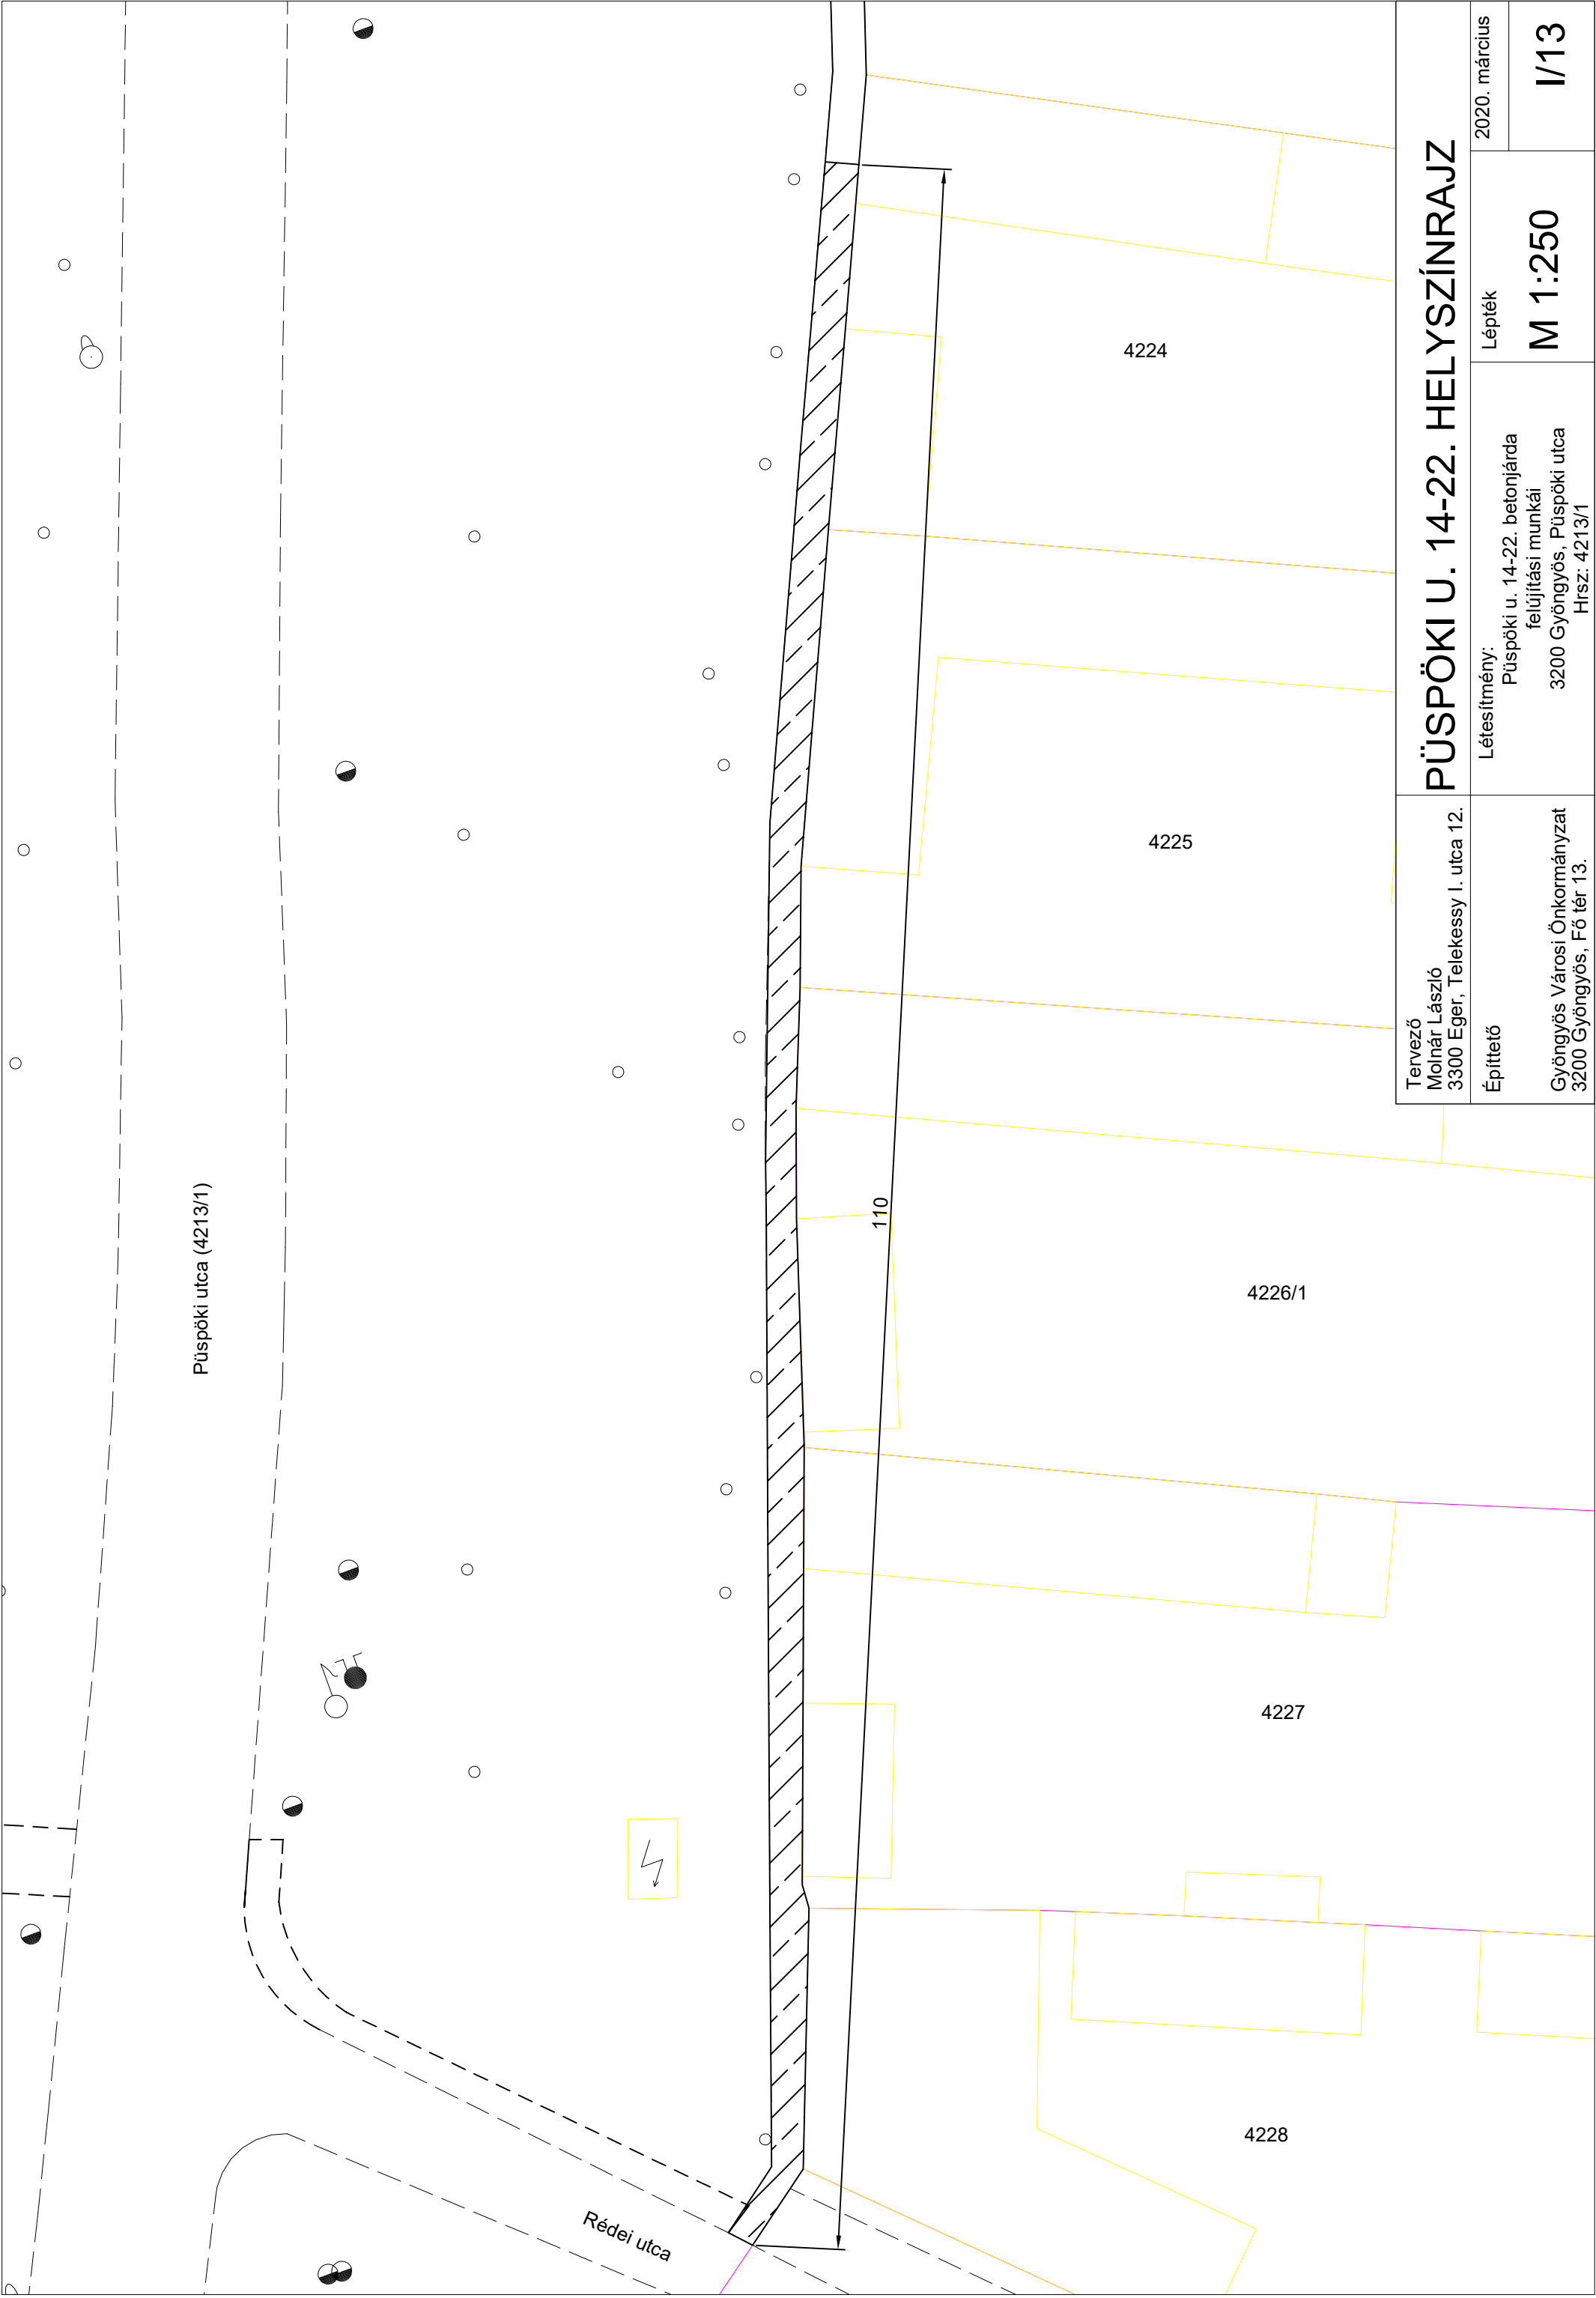 Püspöki utca (4213/1)
Rédei utca
110
4224
4225
4226/1
4227
4228
Tervező
Molnár László
3300 Eger, Telekessy I. utca 12.
PÜSPÖKI U. 14-22. HELYSZÍNRAJZ
Építtető
Gyöngyös Városi Önkormányzat
3200 Gyöngyös, Fő tér 13.
Létesítmény:
Püspöki u. 14-22. betonjárda
felújítási munkái
3200 Gyöngyös, Püspöki utca
Hrsz: 4213/1
Lépték
M 1:250
2020. március
I/13